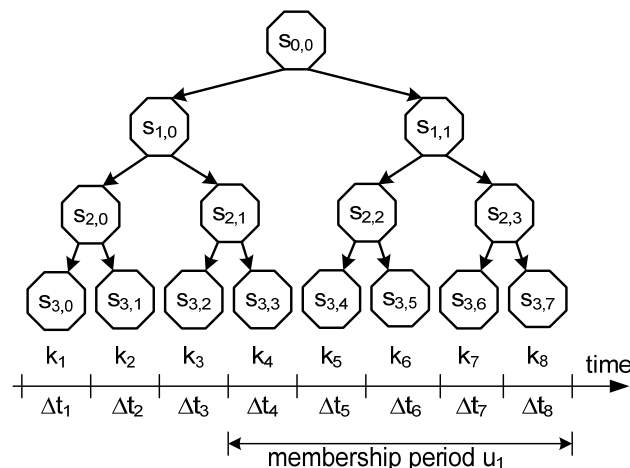 s0,0
s1,0 s1,1
s2,0 s2,1 s2,2 s2,3
s3,0 s3,1 s3,2 s3,3 s3,4 s3,5 s3,6 s3,7
k1 k2 k3 k4 k5 k6 k7 k8 time
Δt1 Δt2 Δt3 Δt4 Δt5 Δt6 Δt7 Δt8
membership period u1